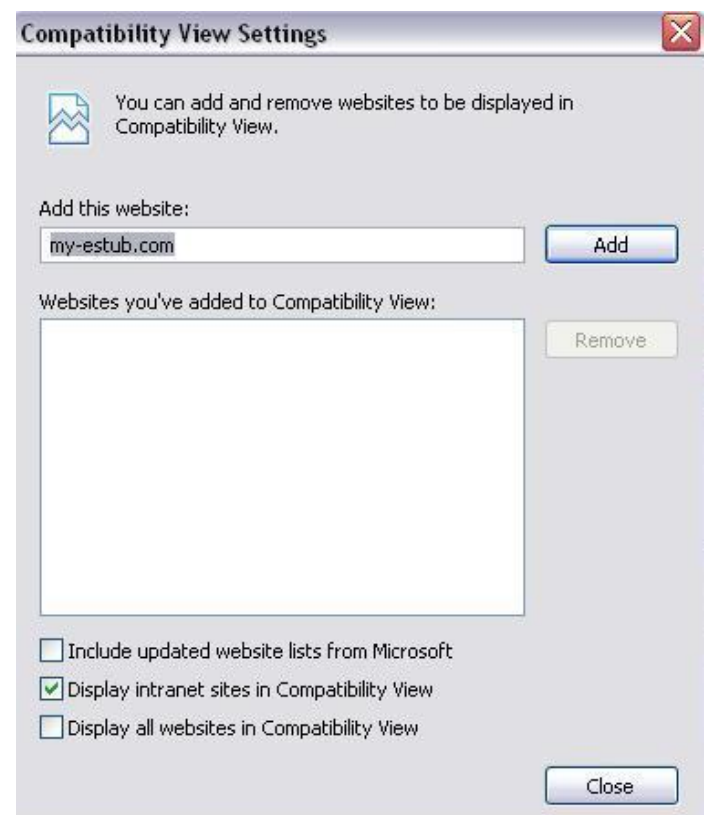 Compatibility View Settings
You can add and remove websites to be displayed in
Compatibility View.
Add this website:
my-estub.com
Add
Websites you've added to Compatibility View:
Remove
Include updated website lists from Microsoft
Display intranet sites in Compatibility View
Display all websites in Compatibility View
Close